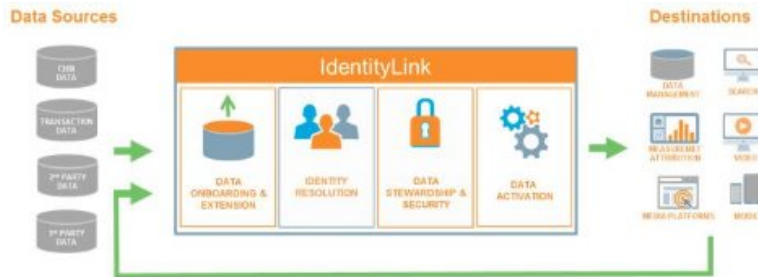 Data Sources
Destinations
CRM
DATA
TRANSACTION
DATA
2ND PARTY
DATA
3RD PARTY
DATA
IdentityLink
DATA
ONBOARDING &
EXTENSION
IDENTITY
RESOLUTION
DATA
STEWARDSHIP &
SECURITY
DATA
ACTIVATION
DATA
MANAGEMENT
SEARCH
ATTRIBUTION
VIDEO
MEDIA PLATFORMS